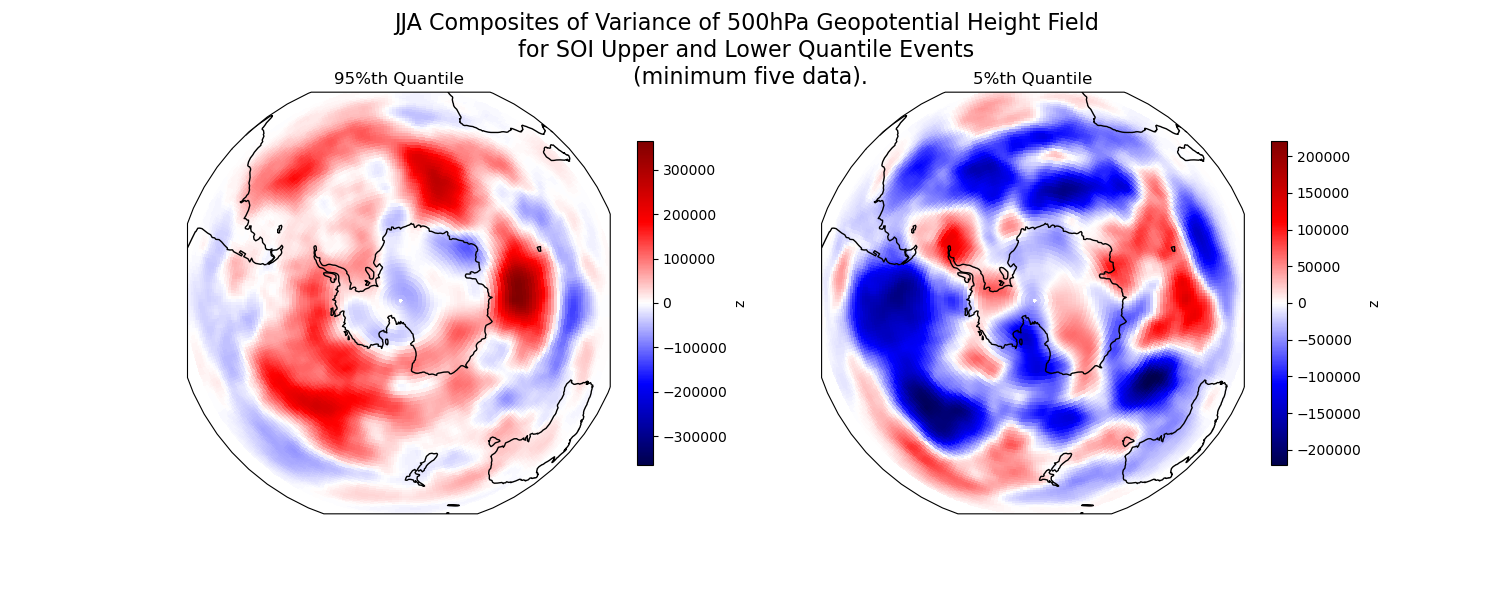 JJA Composites of Variance of 500hPa Geopotential Height Field
for SOI Upper and Lower Quantile Events
(minimum five data).
95%th Quantile
5%th Quantile
300000
200000
100000
0
−100000
−200000
−300000
z
200000
150000
100000
50000
0
−50000
−100000
−150000
−200000
z